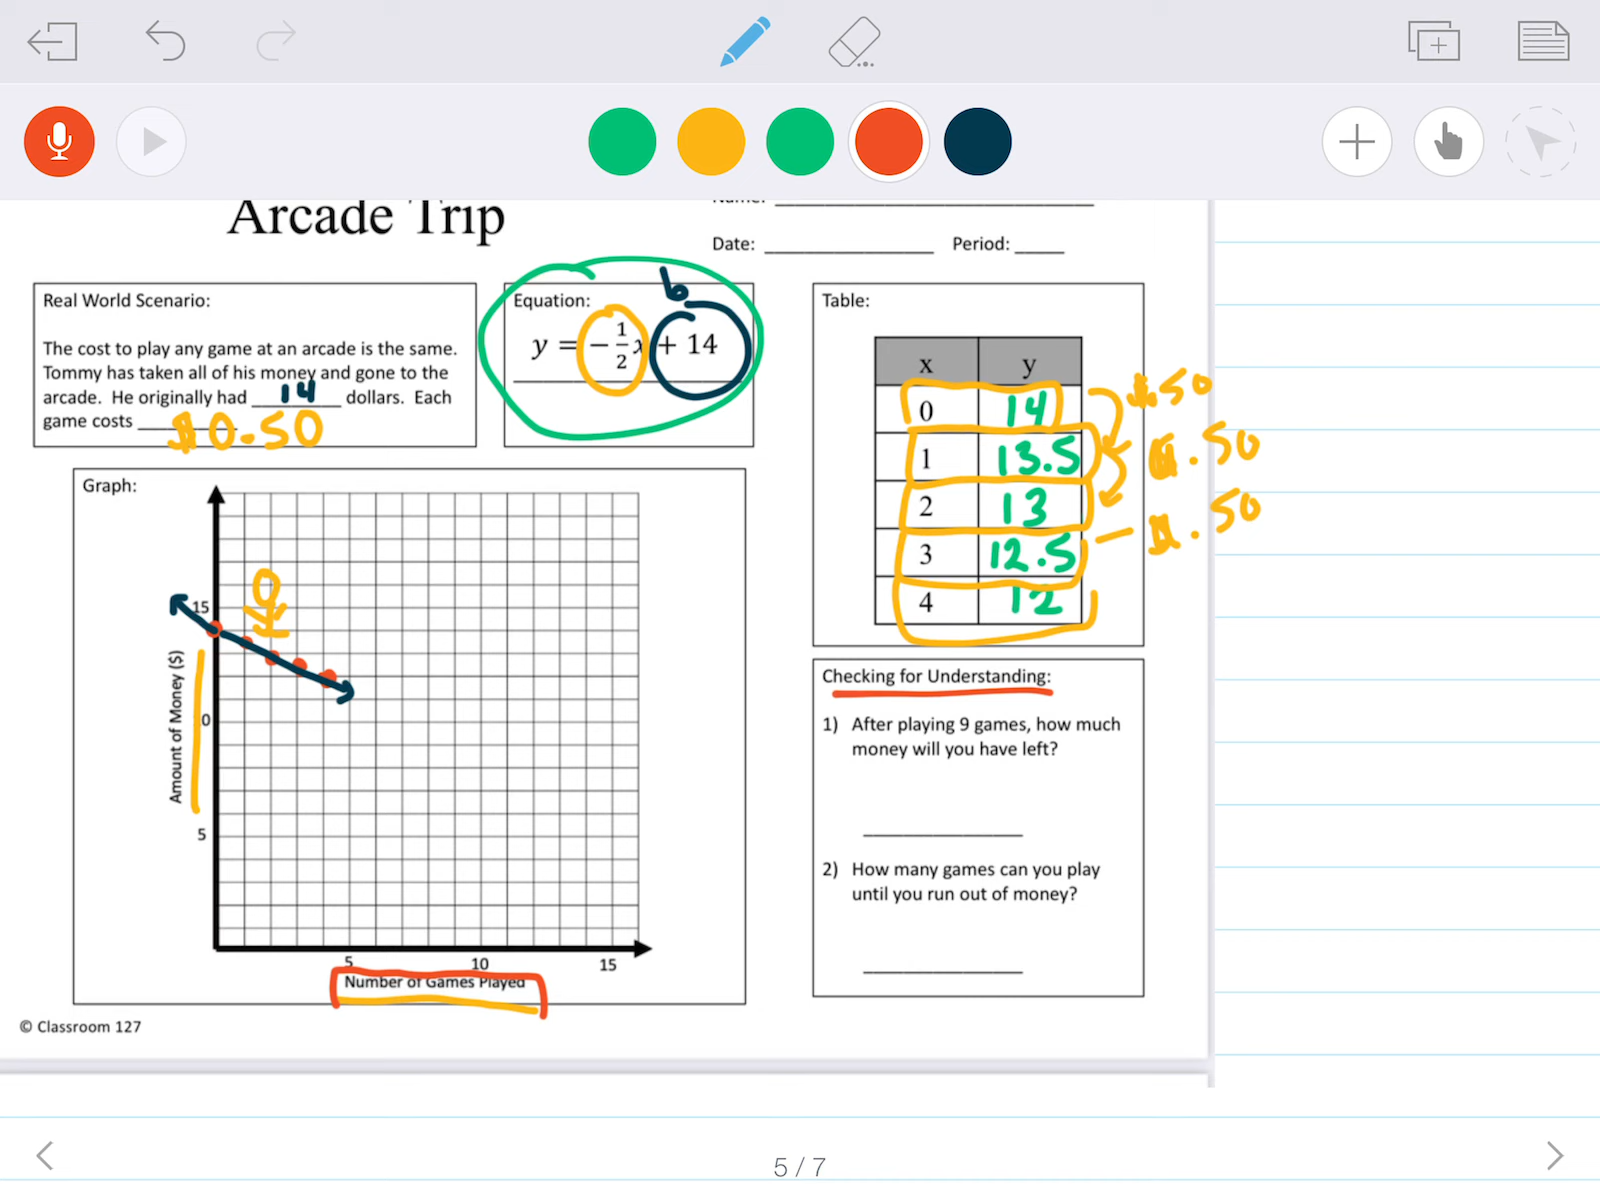 Arcade Trip
Name: ____
Date: ____ Period: ____
Real World Scenario:
The cost to play any game at an arcade is the same.
Tommy has taken all of his money and gone to the
arcade. He originally had 14 dollars. Each
game costs $0.50
Equation:
b
y = -1/2x + 14
Table:
x y
0 14
1 13.5
2 13
3 12.5
4 12
$.50
.50
.50
Graph:
15
0
5
Amount of Money ($)
5 10 15
Number of Games Played
Checking for Understanding:
1) After playing 9 games, how much
money will you have left?
2) How many games can you play
until you run out of money?
© Classroom 127
5 / 7